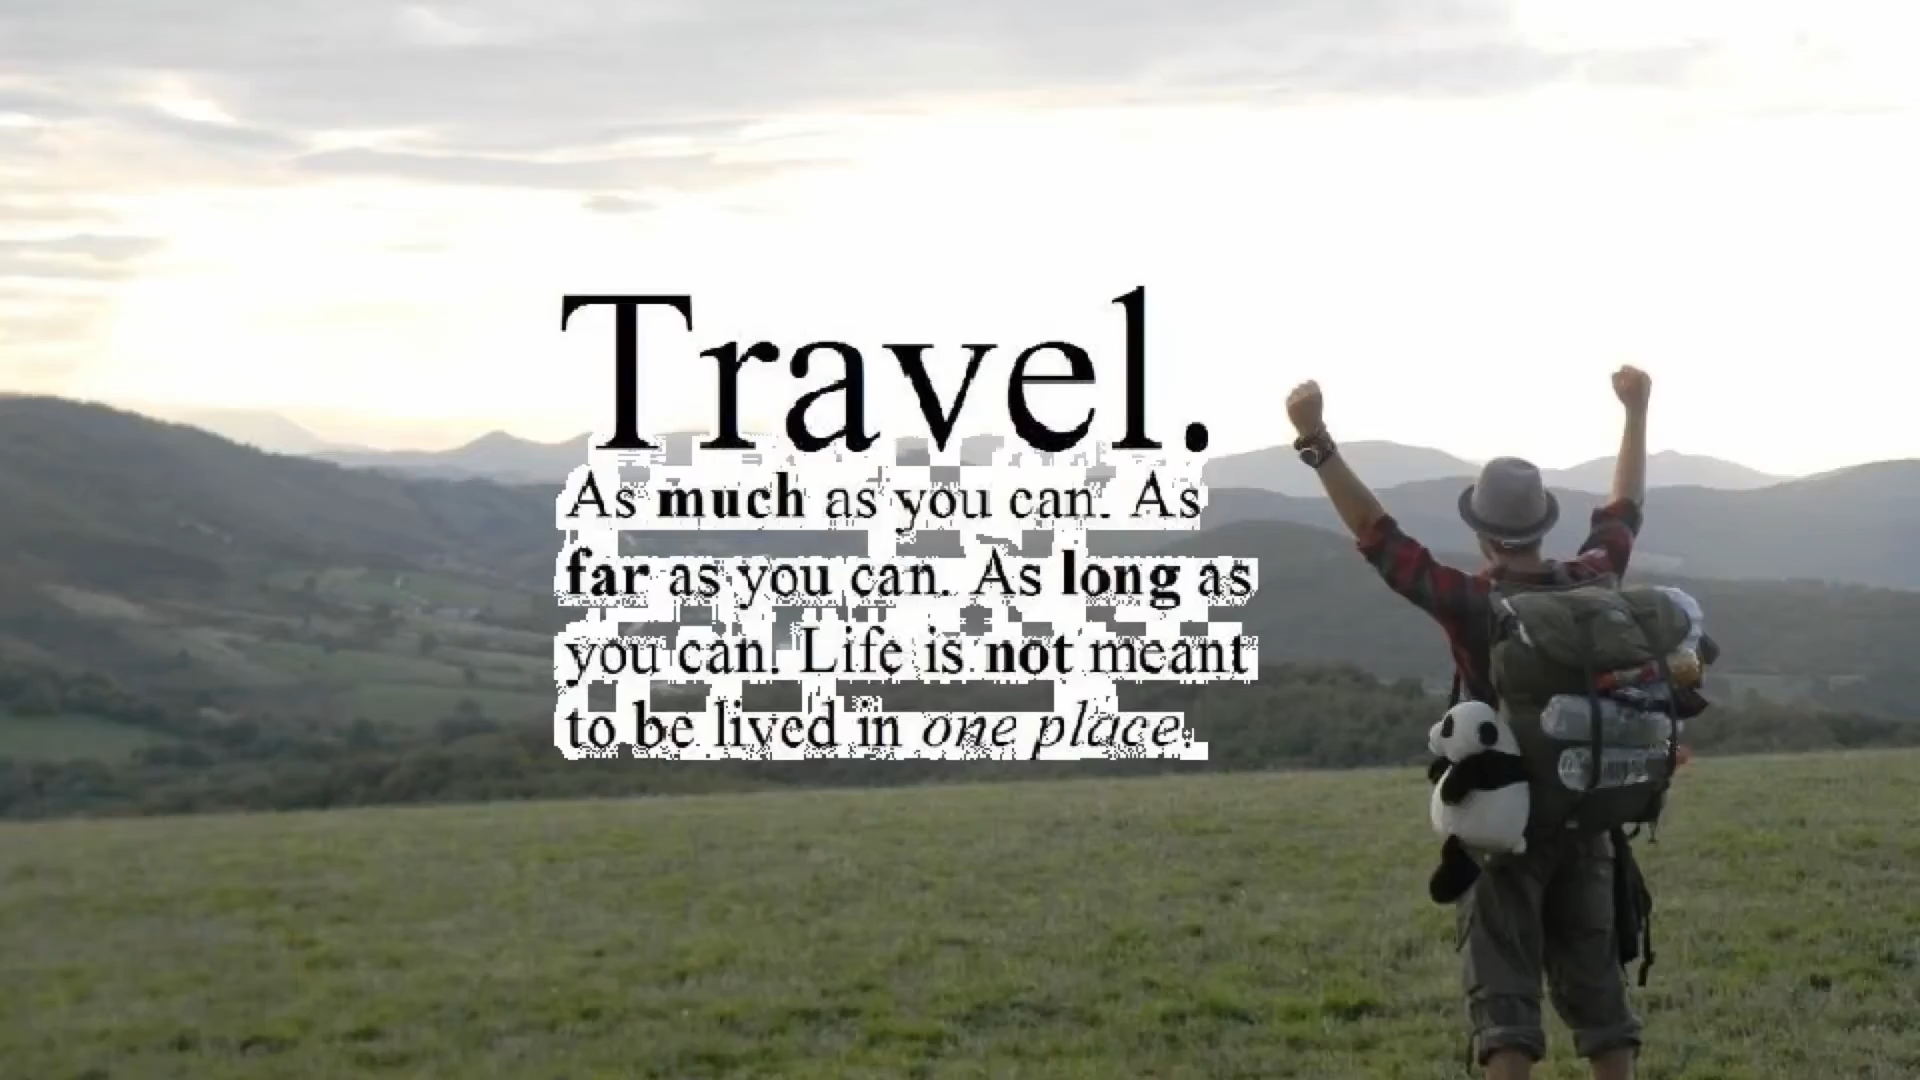 Travel.
As much as you can. As
far as you can. As long as
you can. Life is not meant
to be lived in one place.